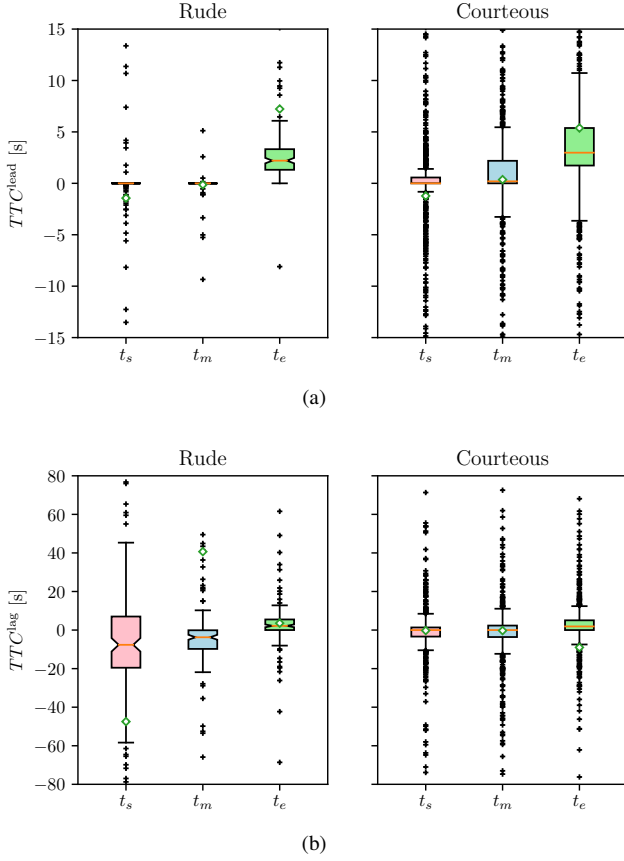 Rude Courteous
15 10 5 0 −5 −10 −15
TTC^lead [s]
t_s t_m t_e t_s t_m t_e
(a)
Rude Courteous
80 60 40 20 0 −20 −40 −60 −80
TTC^lag [s]
t_s t_m t_e t_s t_m t_e
(b)